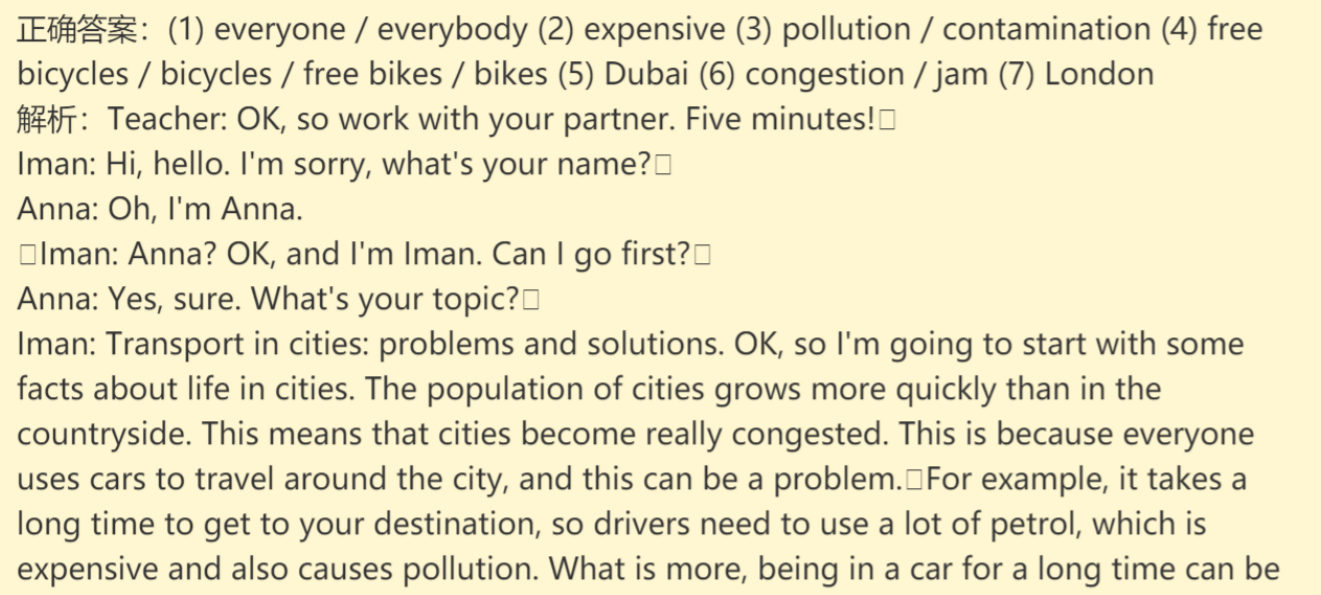 正确答案：(1) everyone / everybody (2) expensive (3) pollution / contamination (4) free
bicycles / bicycles / free bikes / bikes (5) Dubai (6) congestion / jam (7) London
解析：Teacher: OK, so work with your partner. Five minutes!□
Iman: Hi, hello. I'm sorry, what's your name?□
Anna: Oh, I'm Anna.
□Iman: Anna? OK, and I'm Iman. Can I go first?□
Anna: Yes, sure. What's your topic?□
Iman: Transport in cities: problems and solutions. OK, so I'm going to start with some
facts about life in cities. The population of cities grows more quickly than in the
countryside. This means that cities become really congested. This is because everyone
uses cars to travel around the city, and this can be a problem.□For example, it takes a
long time to get to your destination, so drivers need to use a lot of petrol, which is
expensive and also causes pollution. What is more, being in a car for a long time can be